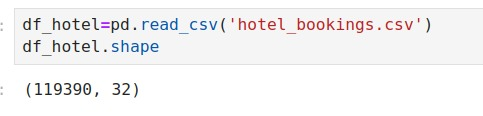 df_hotel=pd.read_csv('hotel_bookings.csv')
df_hotel.shape
(119390, 32)